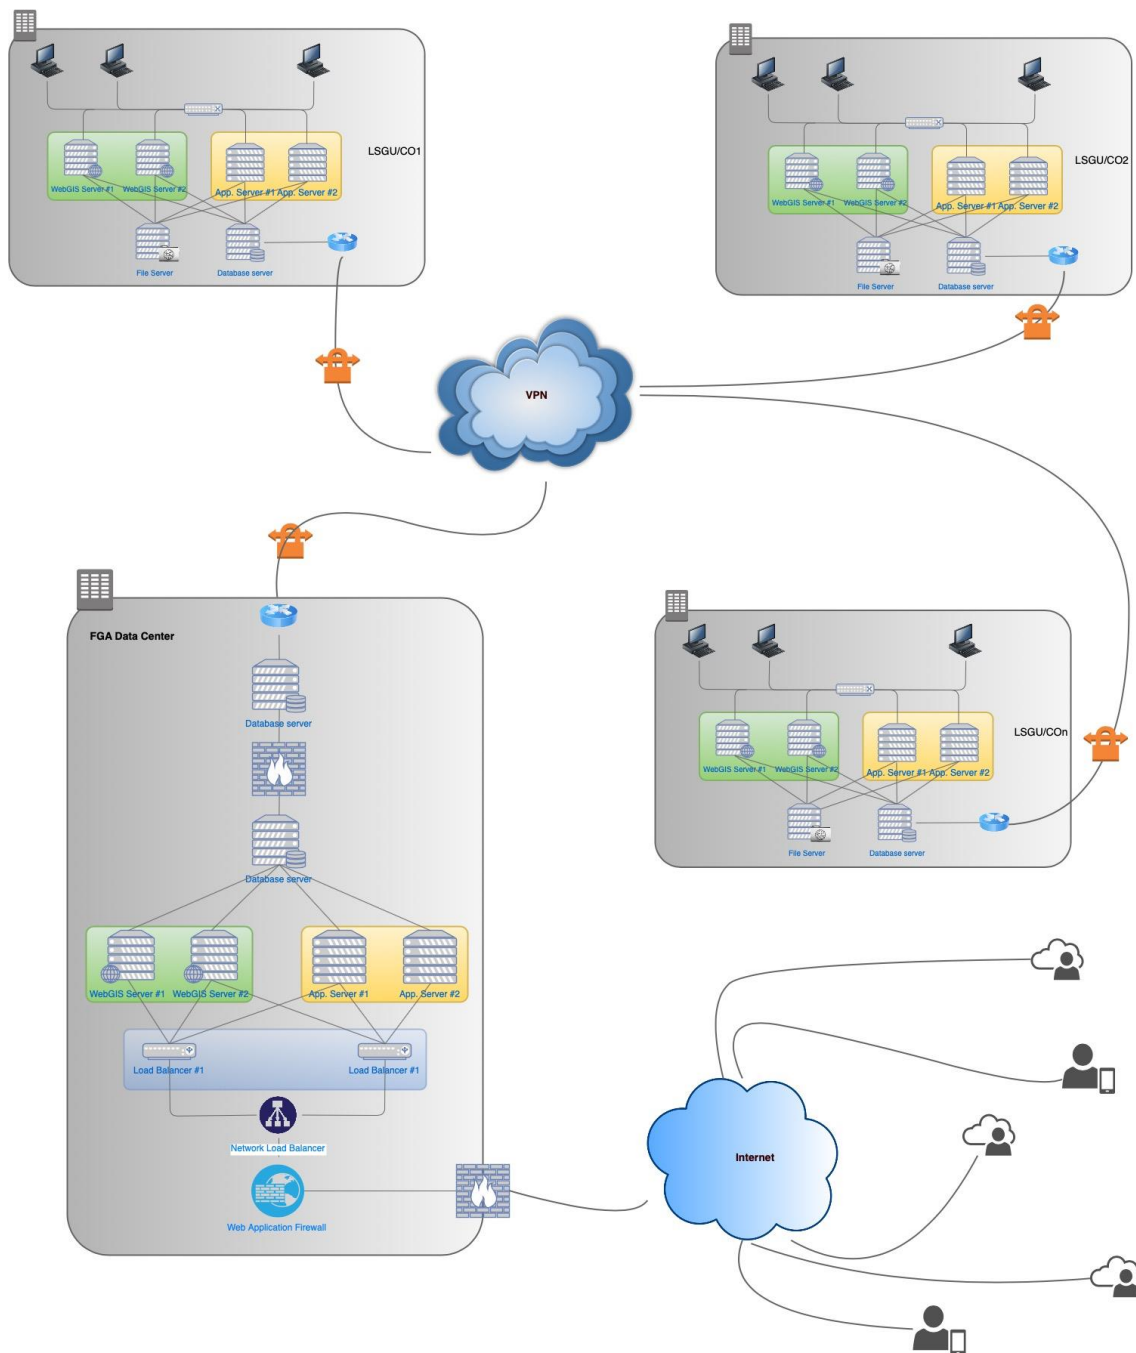 LSGU/CO1
WebGIS Server #1
WebGIS Server #2
App. Server #1
App. Server #2
File Server
Database server
LSGU/CO2
WebGIS Server #1
WebGIS Server #2
App. Server #1
App. Server #2
File Server
Database server
VPN
FGA Data Center
Database server
Database server
WebGIS Server #1
WebGIS Server #2
App. Server #1
App. Server #2
Load Balancer #1
Load Balancer #1
Network Load Balancer
Web Application Firewall
LSGU/COn
WebGIS Server #1
WebGIS Server #2
App. Server #1
App. Server #2
File Server
Database server
Internet